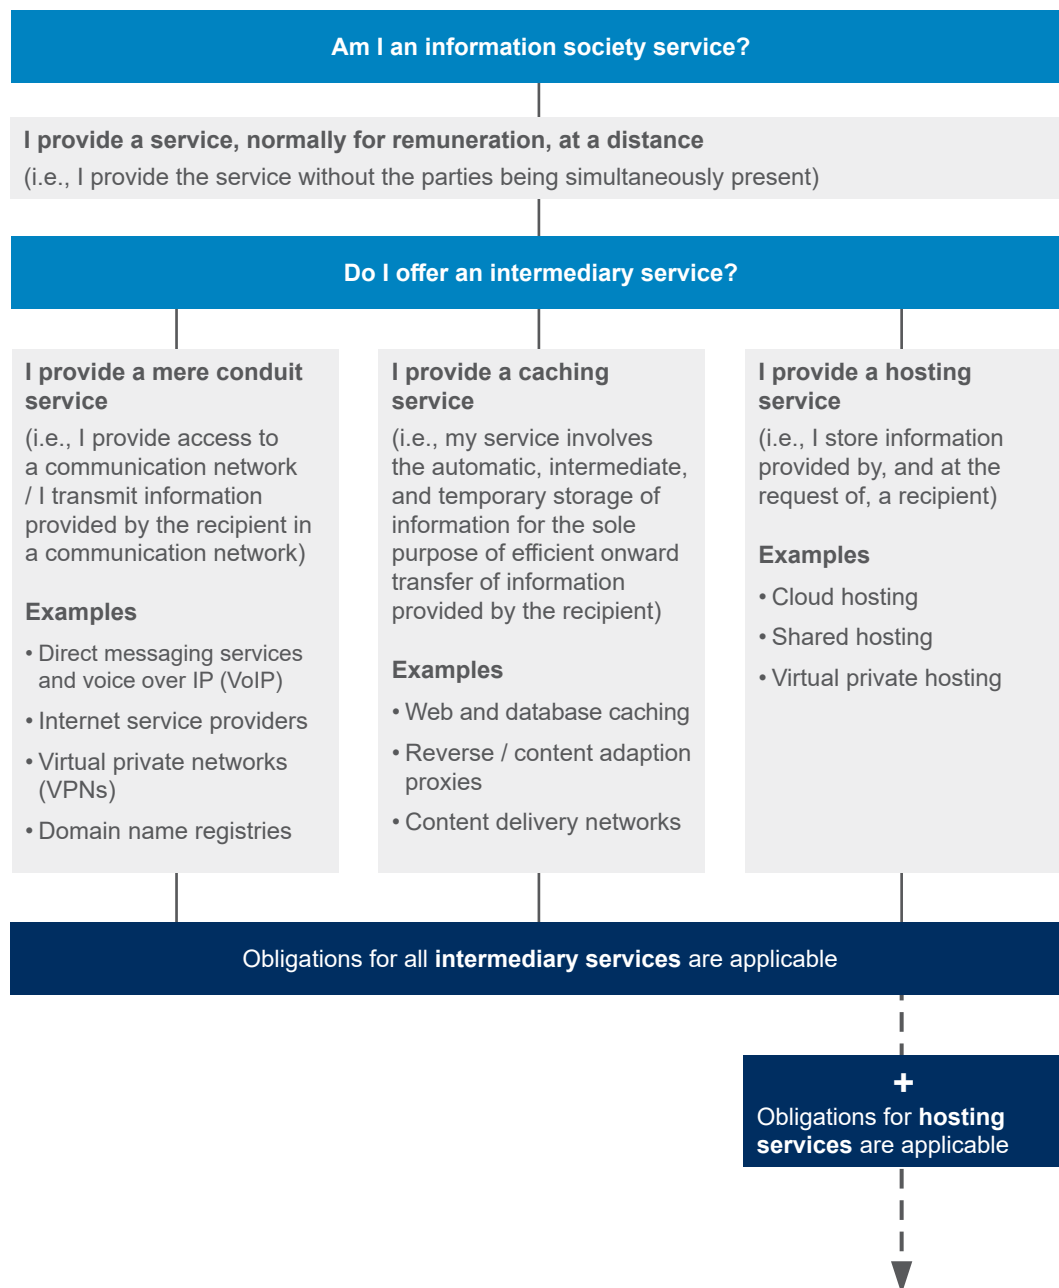 Am I an information society service?
I provide a service, normally for remuneration, at a distance
(i.e., I provide the service without the parties being simultaneously present)
Do I offer an intermediary service?
I provide a mere conduit
service
(i.e., I provide access to
a communication network
/ I transmit information
provided by the recipient in
a communication network)
Examples
• Direct messaging services
and voice over IP (VoIP)
• Internet service providers
• Virtual private networks
(VPNs)
• Domain name registries
I provide a caching
service
(i.e., my service involves
the automatic, intermediate,
and temporary storage of
information for the sole
purpose of efficient onward
transfer of information
provided by the recipient)
Examples
• Web and database caching
• Reverse / content adaption
proxies
• Content delivery networks
I provide a hosting
service
(i.e., I store information
provided by, and at the
request of, a recipient)
Examples
• Cloud hosting
• Shared hosting
• Virtual private hosting
Obligations for all intermediary services are applicable
+
Obligations for hosting
services are applicable